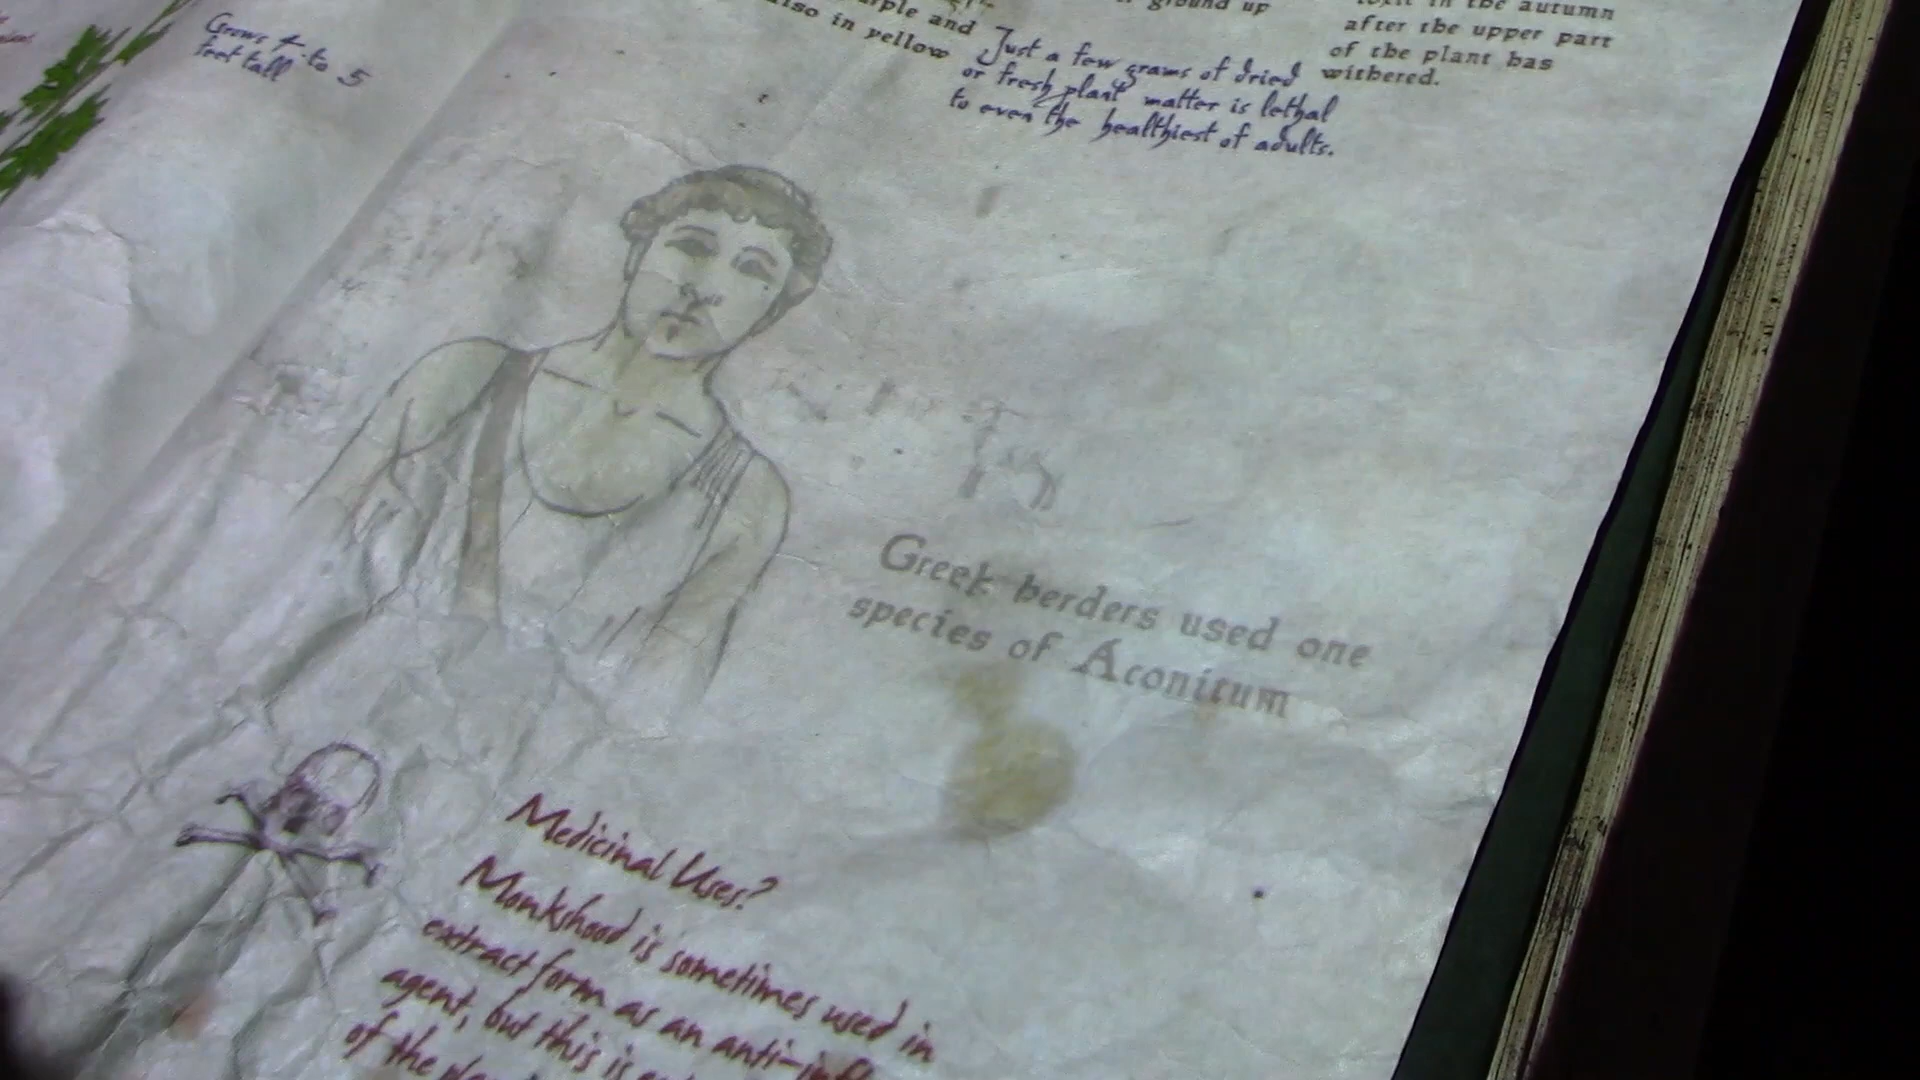 Grows 4 to 5
feet tall
purple and
also in yellow
ground up
in the autumn
after the upper part
of the plant has
withered.
Just a few grams of dried
or fresh plant matter is lethal
to even the healthiest of adults.
Greek herders used one
species of Aconitum
Medicinal Uses?
Monkshood is sometimes used in
extract form as an
agent, but this is
of the